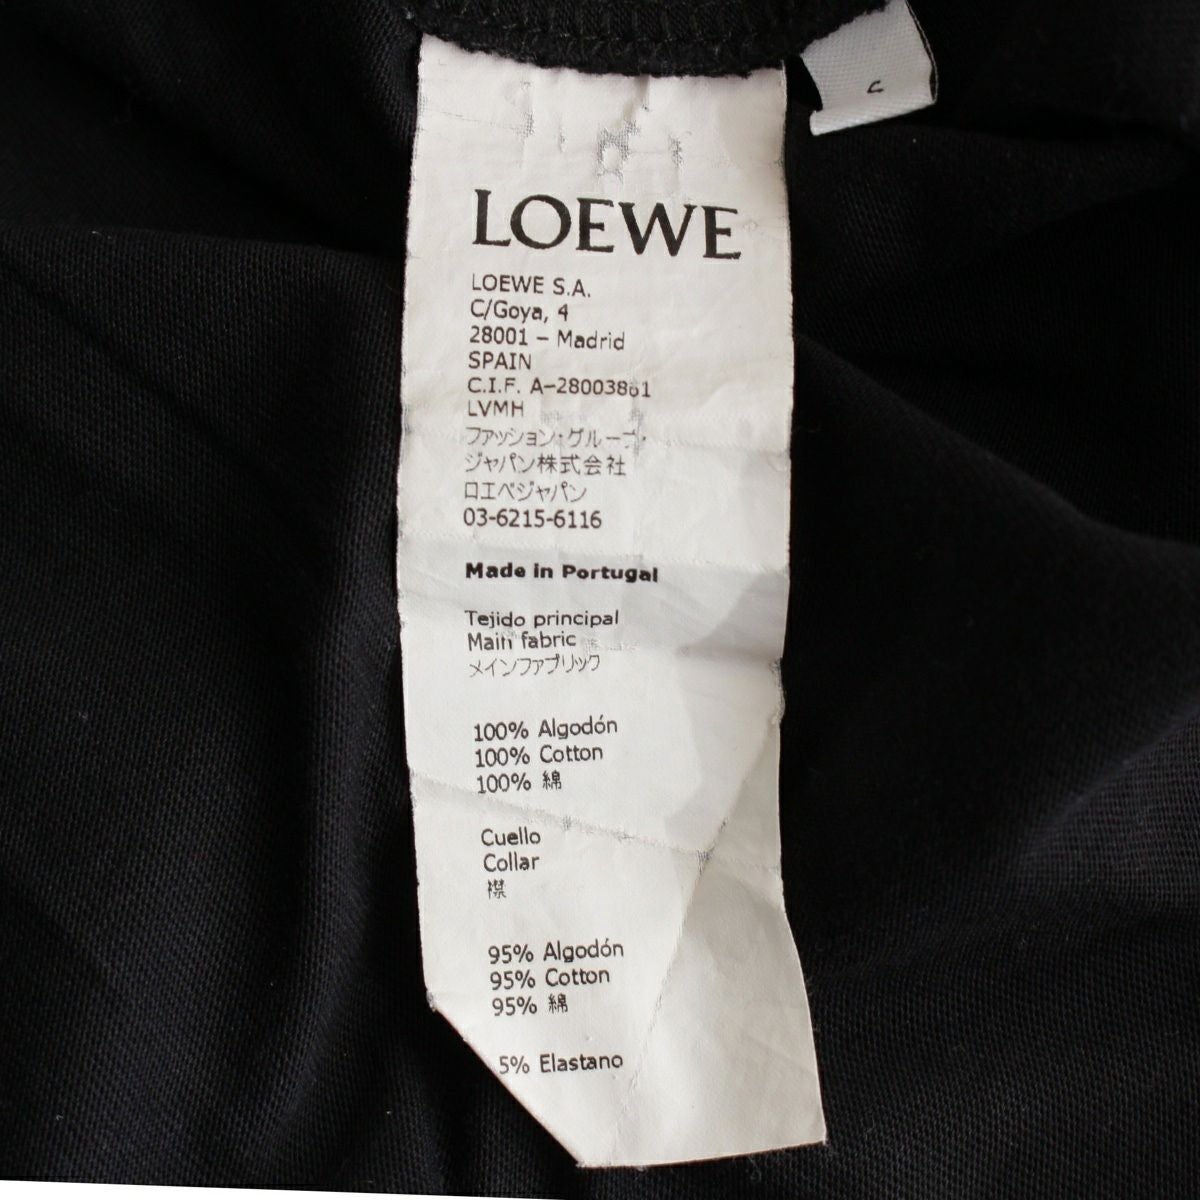 LOEWE
LOEWE S.A.
C/Goya, 4
28001 – Madrid
SPAIN
C.I.F. A-28003861
LVMH
ファッション・グループ・
ジャパン株式会社
ロエベジャパン
03-6215-6116
Made in Portugal
Tejido principal
Main fabric
メインファブリック
100% Algodón
100% Cotton
100% 綿
Cuello
Collar
襟
95% Algodón
95% Cotton
95% 綿
5% Elastano